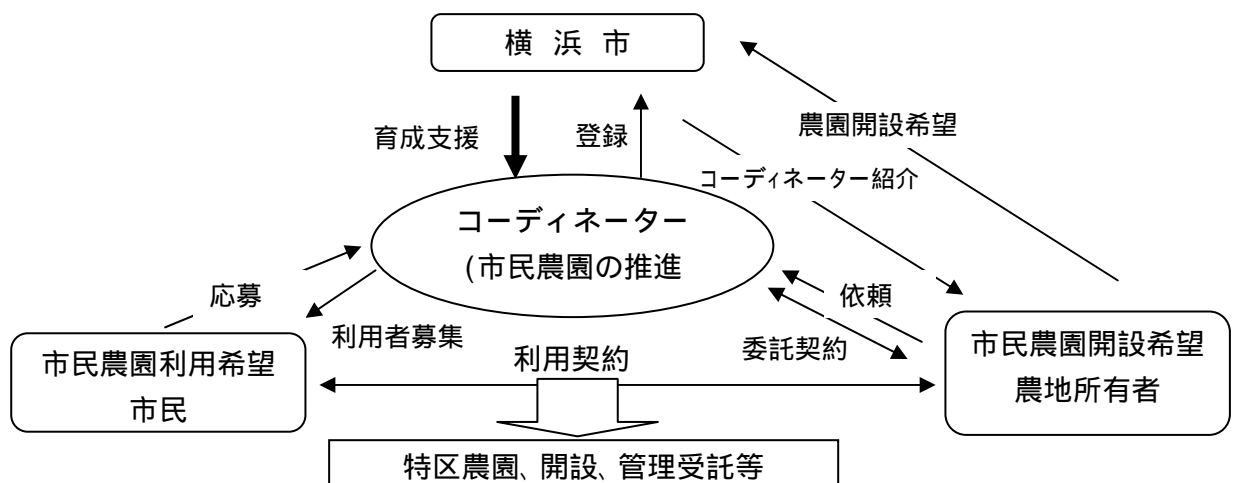 横 浜 市
農園開設希望
育成支援
登録
コーディネーター紹介
コーディネーター
(市民農園の推進
応募
依頼
利用者募集
委託契約
利用契約
市民農園利用希望
市民
市民農園開設希望
農地所有者
特区農園、開設、管理受託等